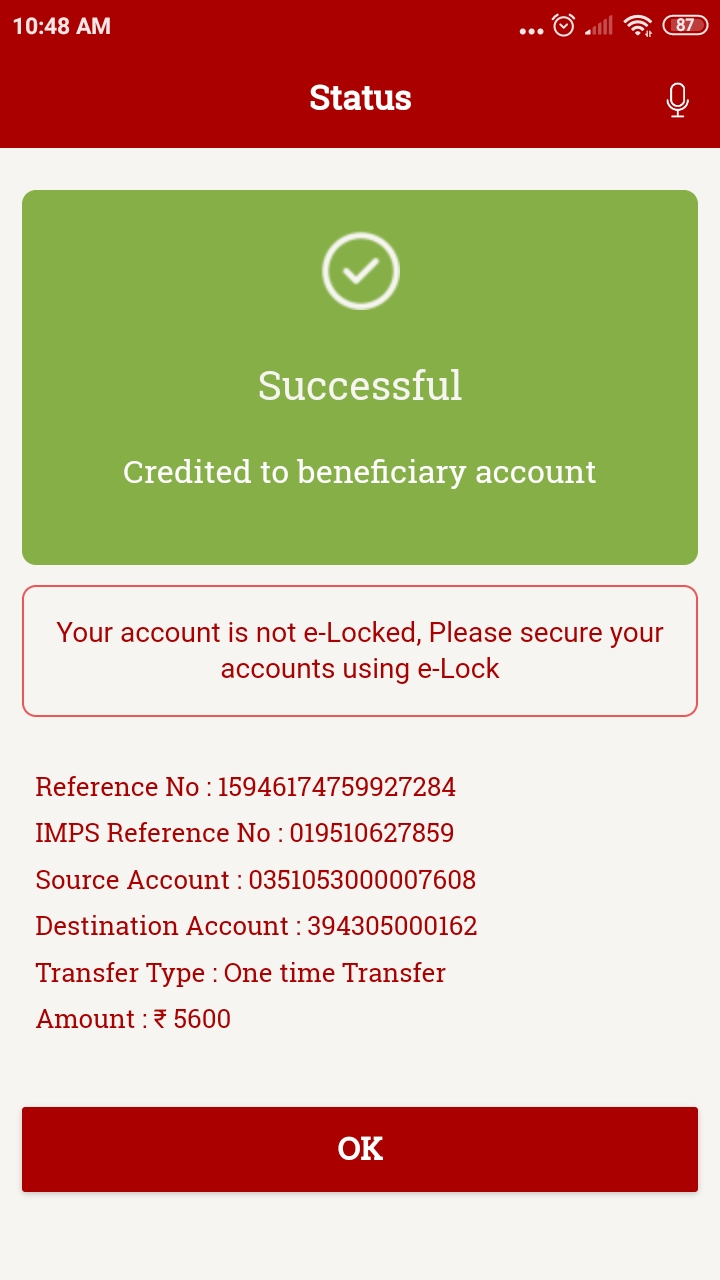 10:48 AM
87
Status
Successful
Credited to beneficiary account
Your account is not e-Locked, Please secure your
accounts using e-Lock
Reference No : 15946174759927284
IMPS Reference No : 019510627859
Source Account : 0351053000007608
Destination Account : 394305000162
Transfer Type : One time Transfer
Amount : ₹ 5600
OK